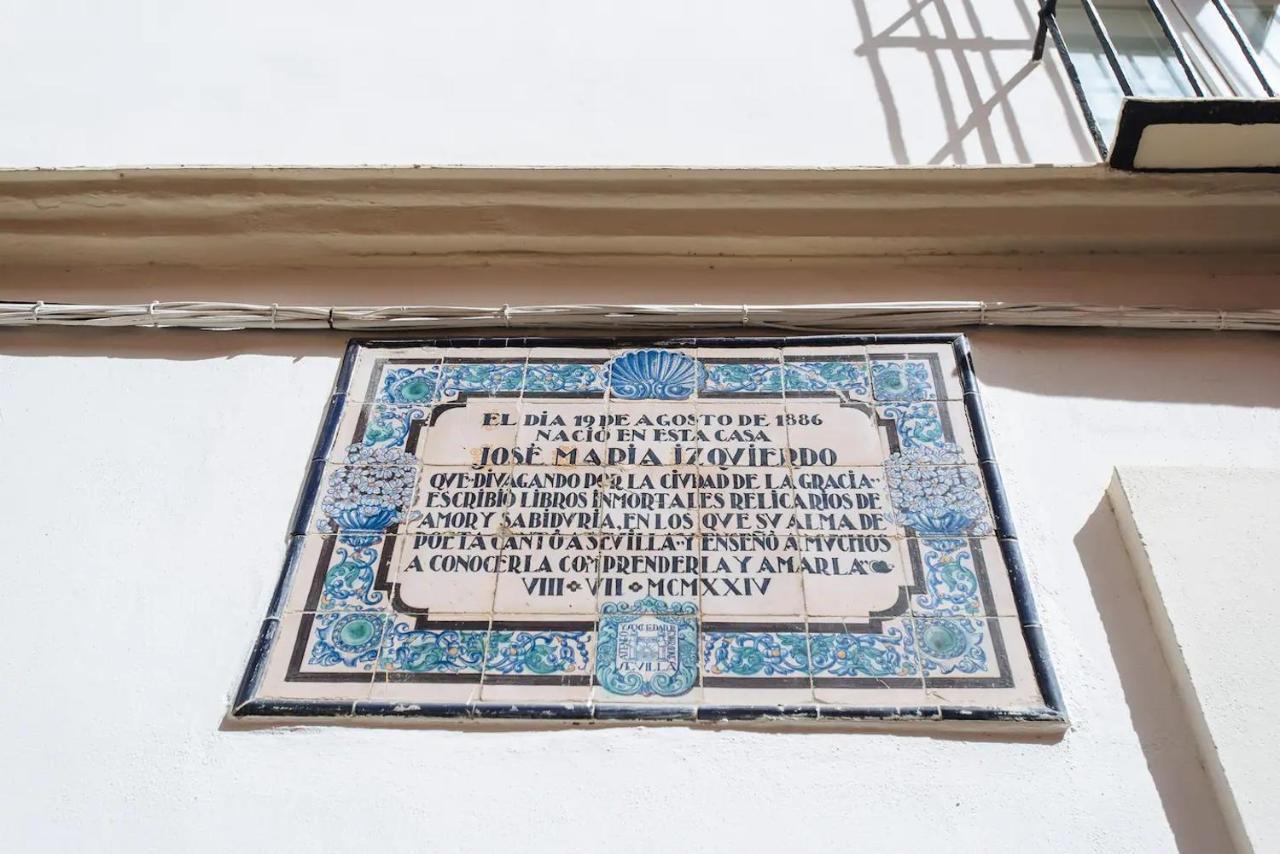 EL DIA 19 DE AGOSTO DE 1886
NACIÓ EN ESTA CASA
JOSÉ MARIA IZQVIERDO
QVE·DIVAGANDO POR LA CIVDAD DE LA GRACIA·
ESCRIBIÓ LIBROS INMORTALES RELICARIOS DE
AMOR Y SABIDVRIA, EN LOS QVE SV ALMA DE
POETA CANTÓ A SEVILLA·Y ENSEÑÓ A MVCHOS
A CONOCERLA COMPRENDERLA Y AMARLA
VIII · VII · MCMXXIV
SEVILLA